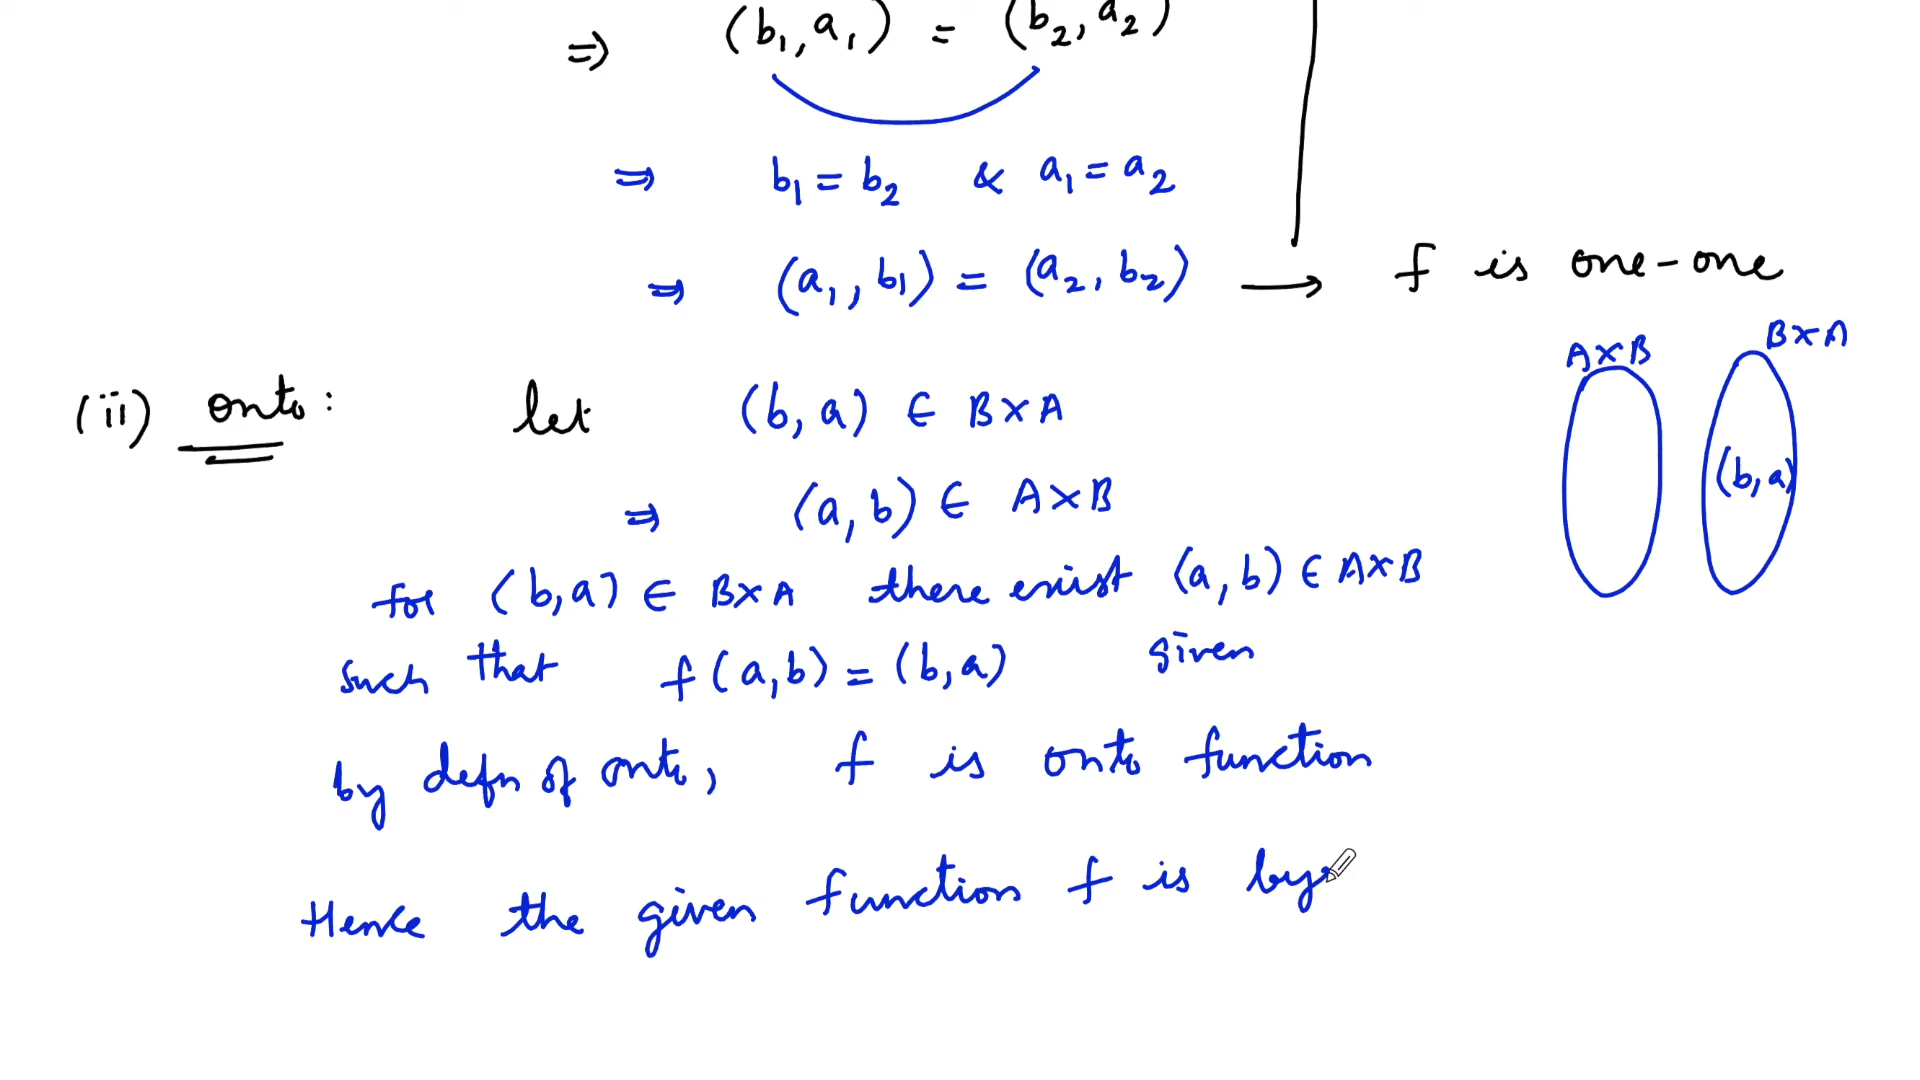 ⇒ (b₁, a₁) = (b₂, a₂)
⇒ b₁ = b₂ & a₁ = a₂
⇒ (a₁, b₁) = (a₂, b₂) → f is one-one
A×B B×A
(ii) onto: let (b, a) ∈ B×A
(b, a)
⇒ (a, b) ∈ A×B
for (b, a) ∈ B×A there exist (a, b) ∈ A×B
such that f(a, b) = (b, a) given
by defn of onto, f is onto function
Hence the given function f is by